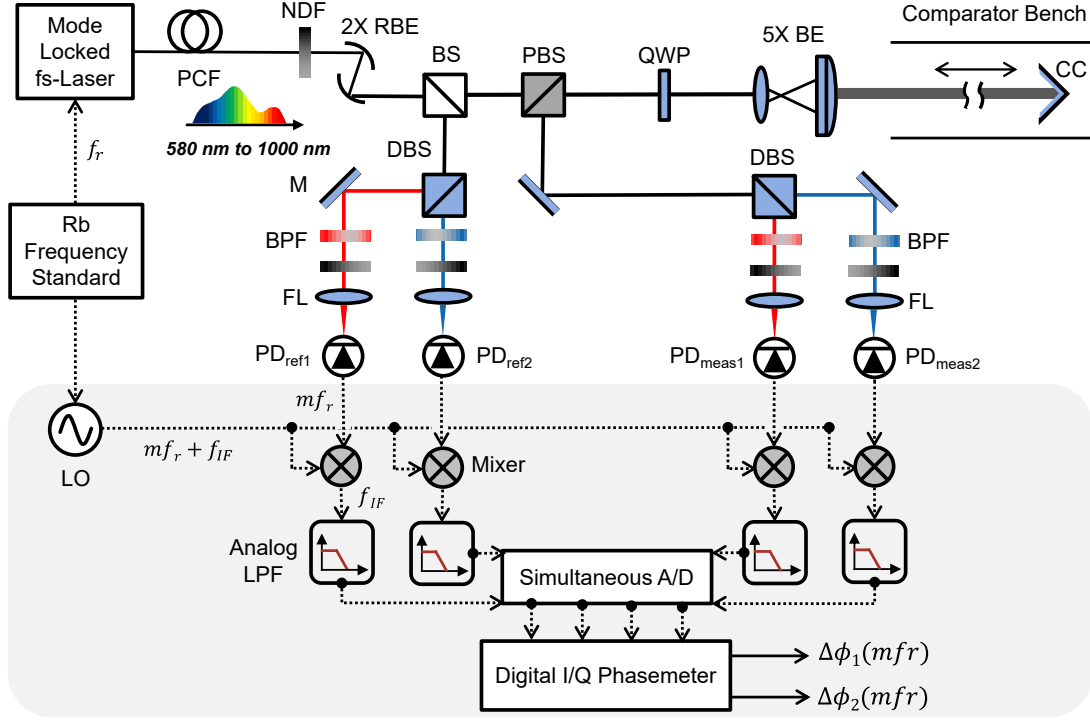 Mode
Locked
fs-Laser
NDF
2X RBE
BS
PBS
QWP
5X BE
Comparator Bench
CC
PCF
580 nm to 1000 nm
f_r
DBS
M
DBS
Rb
Frequency
Standard
BPF
BPF
FL
FL
PD_ref1
PD_ref2
PD_meas1
PD_meas2
mf_r
mf_r + f_IF
LO
Mixer
f_IF
Analog
LPF
Simultaneous A/D
Digital I/Q Phasemeter
Δϕ_1(mfr)
Δϕ_2(mfr)